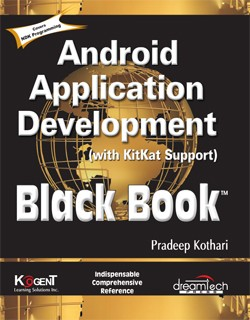 Covers
NDK Programming
Android
Application
Development
(with KitKat Support)
Black Book™
Pradeep Kothari
Indispensable
Comprehensive
Reference
KOGENT
Learning Solutions Inc.
dreamtech
PRESS